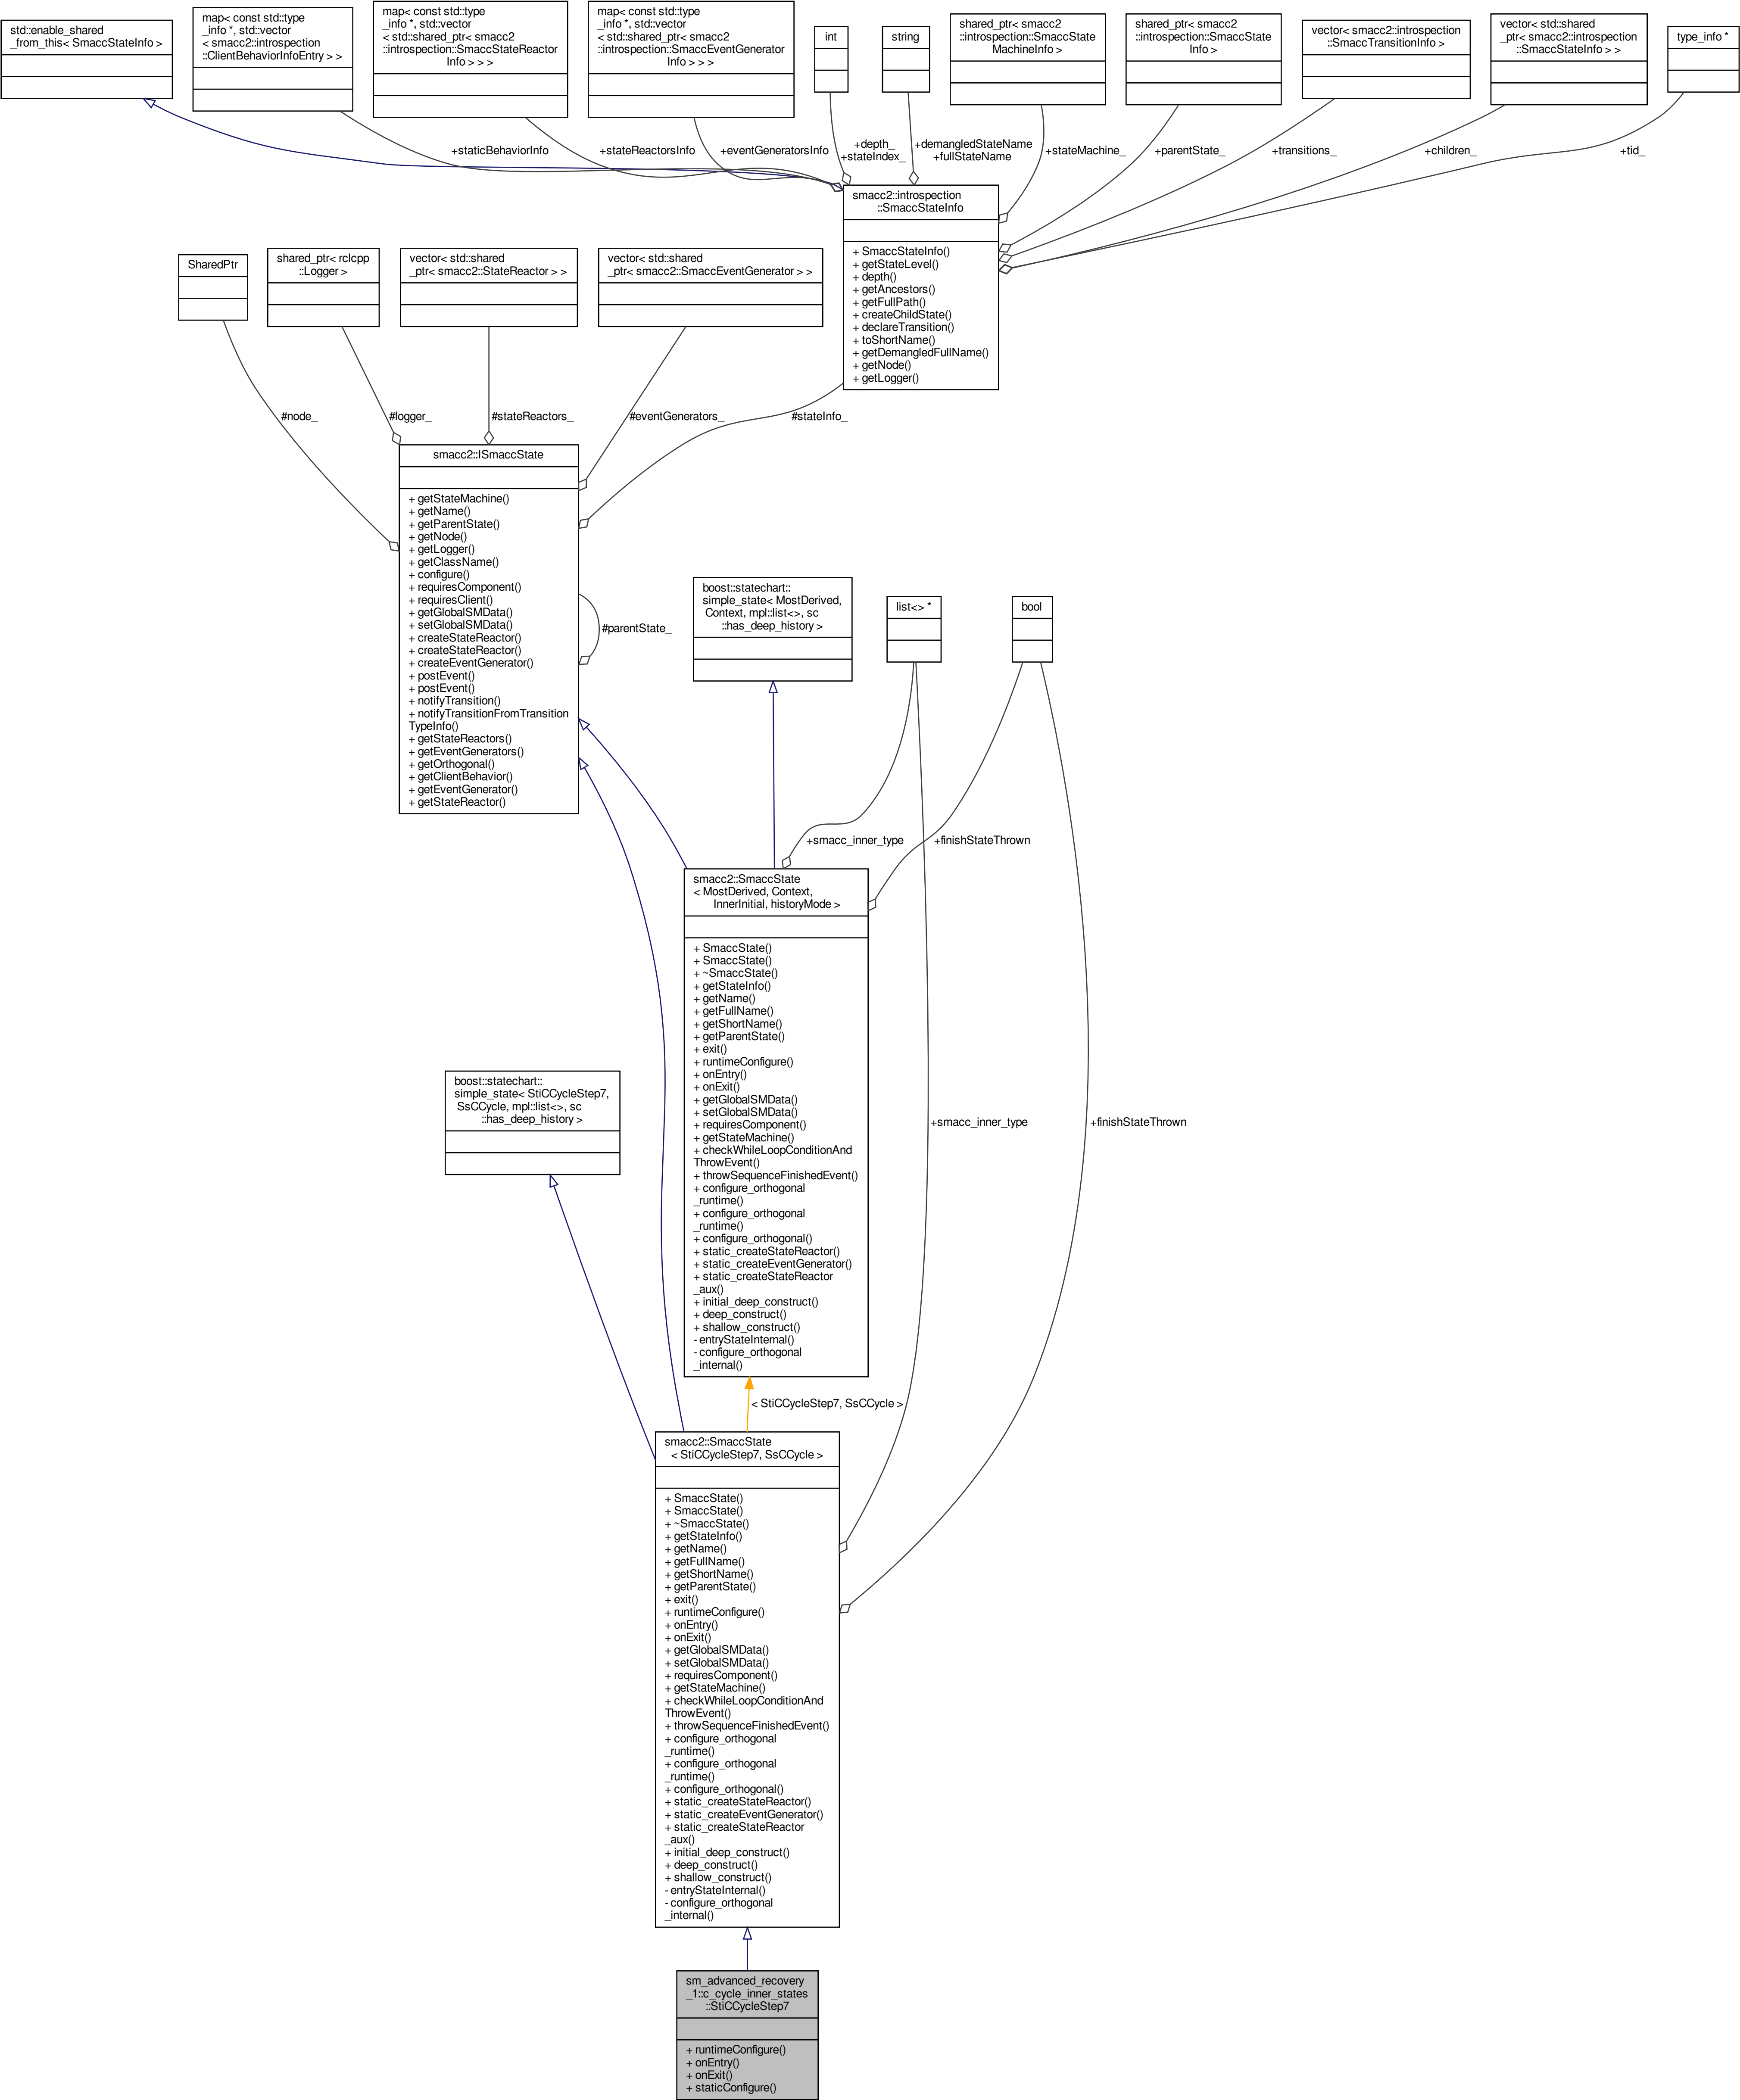 std::enable_shared
_from_this< SmaccStateInfo >
map< const std::type
_info *, std::vector
< smacc2::introspection
::ClientBehaviorInfoEntry > >
map< const std::type
_info *, std::vector
< std::shared_ptr< smacc2
::introspection::SmaccStateReactor
Info > > >
map< const std::type
_info *, std::vector
< std::shared_ptr< smacc2
::introspection::SmaccEventGenerator
Info > > >
int
string
shared_ptr< smacc2
::introspection::SmaccState
MachineInfo >
shared_ptr< smacc2
::introspection::SmaccState
Info >
vector< smacc2::introspection
::SmaccTransitionInfo >
vector< std::shared
_ptr< smacc2::introspection
::SmaccStateInfo > >
type_info *
+staticBehaviorInfo
+stateReactorsInfo
+eventGeneratorsInfo
+depth_
+stateIndex_
+demangledStateName
+fullStateName
+stateMachine_
+parentState_
+transitions_
+children_
+tid_
smacc2::introspection
::SmaccStateInfo
+ SmaccStateInfo()
+ getStateLevel()
+ depth()
+ getAncestors()
+ getFullPath()
+ createChildState()
+ declareTransition()
+ toShortName()
+ getDemangledFullName()
+ getNode()
+ getLogger()
SharedPtr
shared_ptr< rclcpp
::Logger >
vector< std::shared
_ptr< smacc2::StateReactor > >
vector< std::shared
_ptr< smacc2::SmaccEventGenerator > >
#node_
#logger_
#stateReactors_
#eventGenerators_
#stateInfo_
smacc2::ISmaccState
+ getStateMachine()
+ getName()
+ getParentState()
+ getNode()
+ getLogger()
+ getClassName()
+ configure()
+ requiresComponent()
+ requiresClient()
+ getGlobalSMData()
+ setGlobalSMData()
+ createStateReactor()
+ createStateReactor()
+ createEventGenerator()
+ postEvent()
+ postEvent()
+ notifyTransition()
+ notifyTransitionFromTransition
TypeInfo()
+ getStateReactors()
+ getEventGenerators()
+ getOrthogonal()
+ getClientBehavior()
+ getEventGenerator()
+ getStateReactor()
#parentState_
boost::statechart::
simple_state< MostDerived,
Context, mpl::list<>, sc
::has_deep_history >
list<> *
bool
+smacc_inner_type
+finishStateThrown
smacc2::SmaccState
< MostDerived, Context,
InnerInitial, historyMode >
+ SmaccState()
+ SmaccState()
+ ~SmaccState()
+ getStateInfo()
+ getName()
+ getFullName()
+ getShortName()
+ getParentState()
+ exit()
+ runtimeConfigure()
+ onEntry()
+ onExit()
+ getGlobalSMData()
+ setGlobalSMData()
+ requiresComponent()
+ getStateMachine()
+ checkWhileLoopConditionAnd
ThrowEvent()
+ throwSequenceFinishedEvent()
+ configure_orthogonal
_runtime()
+ configure_orthogonal
_runtime()
+ configure_orthogonal()
+ static_createStateReactor()
+ static_createEventGenerator()
+ static_createStateReactor
_aux()
+ initial_deep_construct()
+ deep_construct()
+ shallow_construct()
- entryStateInternal()
- configure_orthogonal
_internal()
boost::statechart::
simple_state< StiCCycleStep7,
SsCCycle, mpl::list<>, sc
::has_deep_history >
+smacc_inner_type
+finishStateThrown
< StiCCycleStep7, SsCCycle >
smacc2::SmaccState
< StiCCycleStep7, SsCCycle >
+ SmaccState()
+ SmaccState()
+ ~SmaccState()
+ getStateInfo()
+ getName()
+ getFullName()
+ getShortName()
+ getParentState()
+ exit()
+ runtimeConfigure()
+ onEntry()
+ onExit()
+ getGlobalSMData()
+ setGlobalSMData()
+ requiresComponent()
+ getStateMachine()
+ checkWhileLoopConditionAnd
ThrowEvent()
+ throwSequenceFinishedEvent()
+ configure_orthogonal
_runtime()
+ configure_orthogonal
_runtime()
+ configure_orthogonal()
+ static_createStateReactor()
+ static_createEventGenerator()
+ static_createStateReactor
_aux()
+ initial_deep_construct()
+ deep_construct()
+ shallow_construct()
- entryStateInternal()
- configure_orthogonal
_internal()
sm_advanced_recovery
_1::c_cycle_inner_states
::StiCCycleStep7
+ runtimeConfigure()
+ onEntry()
+ onExit()
+ staticConfigure()